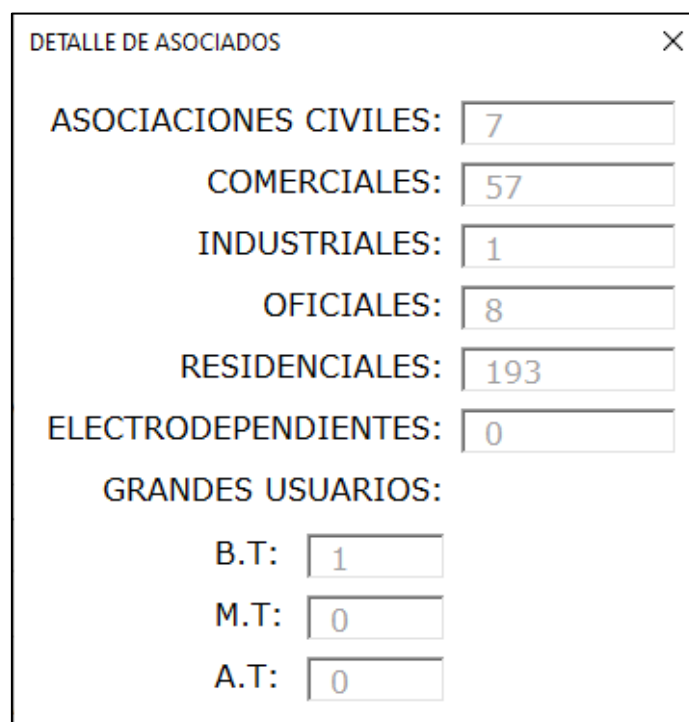 DETALLE DE ASOCIADOS
ASOCIACIONES CIVILES: 7
COMERCIALES: 57
INDUSTRIALES: 1
OFICIALES: 8
RESIDENCIALES: 193
ELECTRODEPENDIENTES: 0
GRANDES USUARIOS:
B.T: 1
M.T: 0
A.T: 0